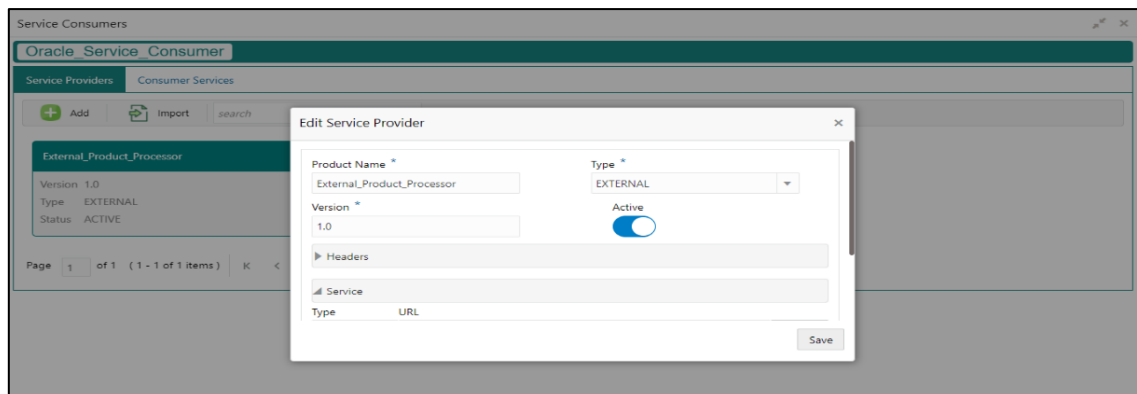 Service Consumers
Oracle_Service_Consumer
Service Providers Consumer Services
Add Import search
External_Product_Processor
Version 1.0
Type EXTERNAL
Status ACTIVE
Page 1 of 1 ( 1 - 1 of 1 items)
Edit Service Provider
Product Name * Type *
External_Product_Processor EXTERNAL
Version * Active
1.0
Headers
Service
Type URL
Save